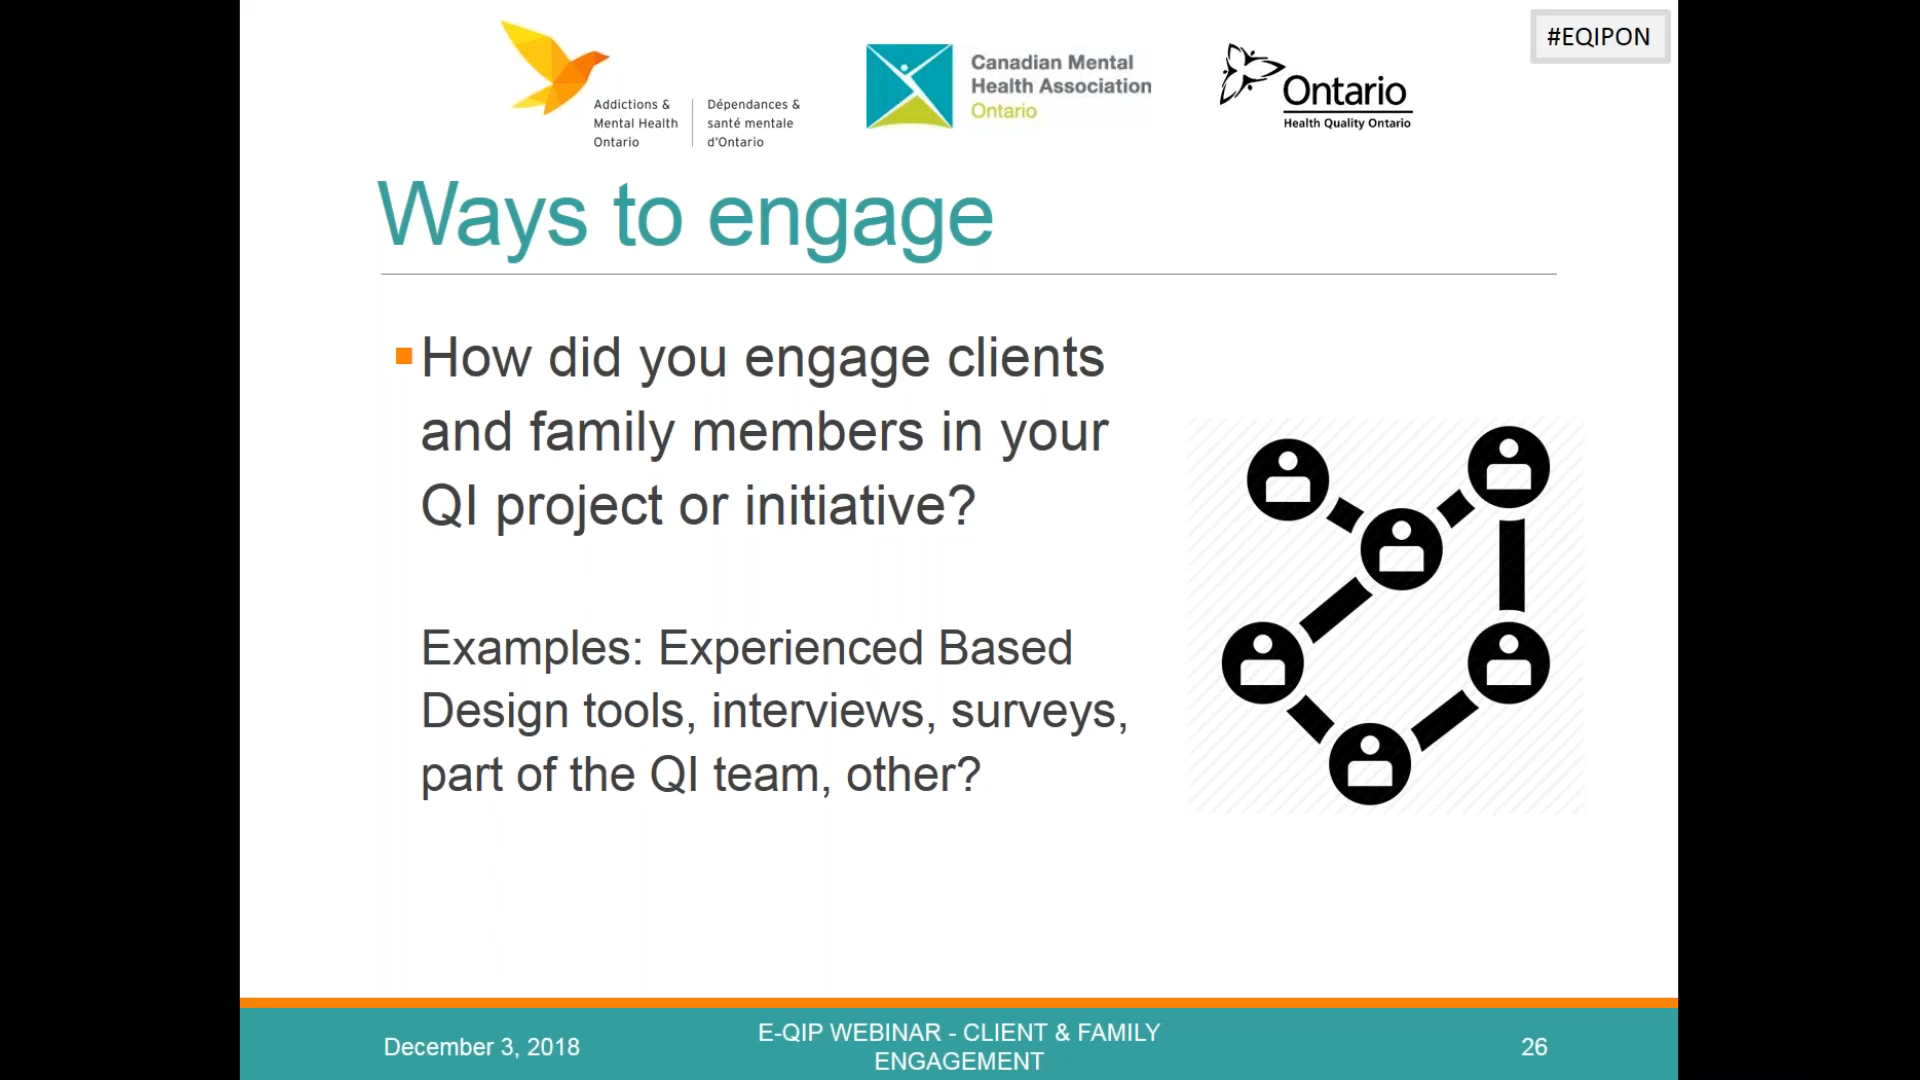 #EQIPON
Addictions &
Mental Health
Ontario
Dépendances &
santé mentale
d'Ontario
Canadian Mental
Health Association
Ontario
Ontario
Health Quality Ontario
Ways to engage
How did you engage clients
and family members in your
QI project or initiative?
Examples: Experienced Based
Design tools, interviews, surveys,
part of the QI team, other?
December 3, 2018
E-QIP WEBINAR - CLIENT & FAMILY
ENGAGEMENT
26